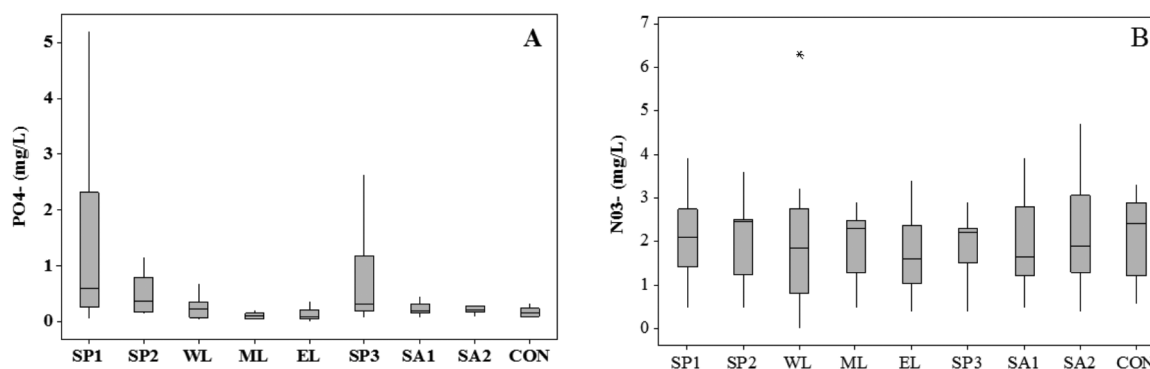 A
5
4
3
2
1
0
PO4- (mg/L)
SP1 SP2 WL ML EL SP3 SA1 SA2 CON
B
7
6
5
4
3
2
1
0
N03- (mg/L)
SP1 SP2 WL ML EL SP3 SA1 SA2 CON